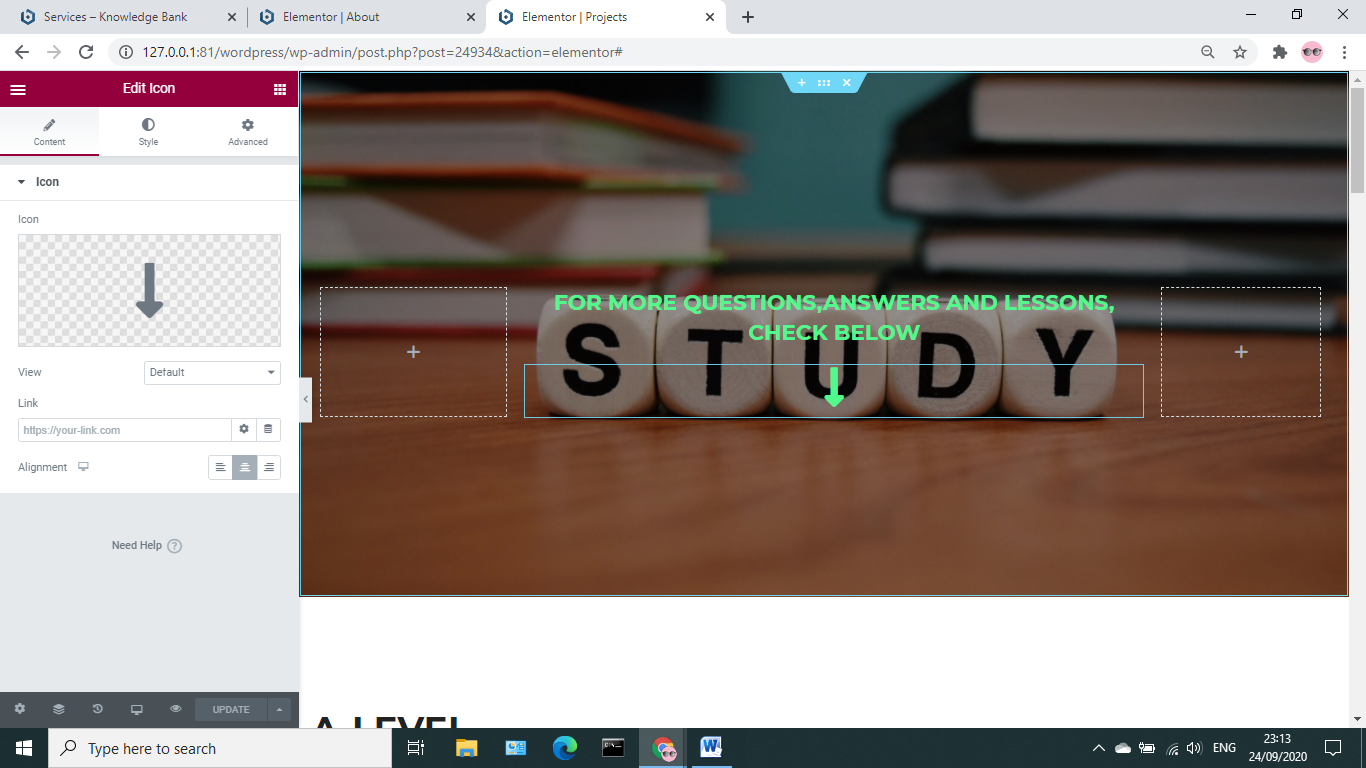 Services – Knowledge Bank
Elementor | About
Elementor | Projects
127.0.0.1:81/wordpress/wp-admin/post.php?post=24934&action=elementor#
Edit Icon
Content
Style
Advanced
Icon
Icon
View
Default
Link
https://your-link.com
Alignment
Need Help
UPDATE
FOR MORE QUESTIONS,ANSWERS AND LESSONS,
CHECK BELOW
STUDY
A-LEVEL
Type here to search
ENG
23:13
24/09/2020